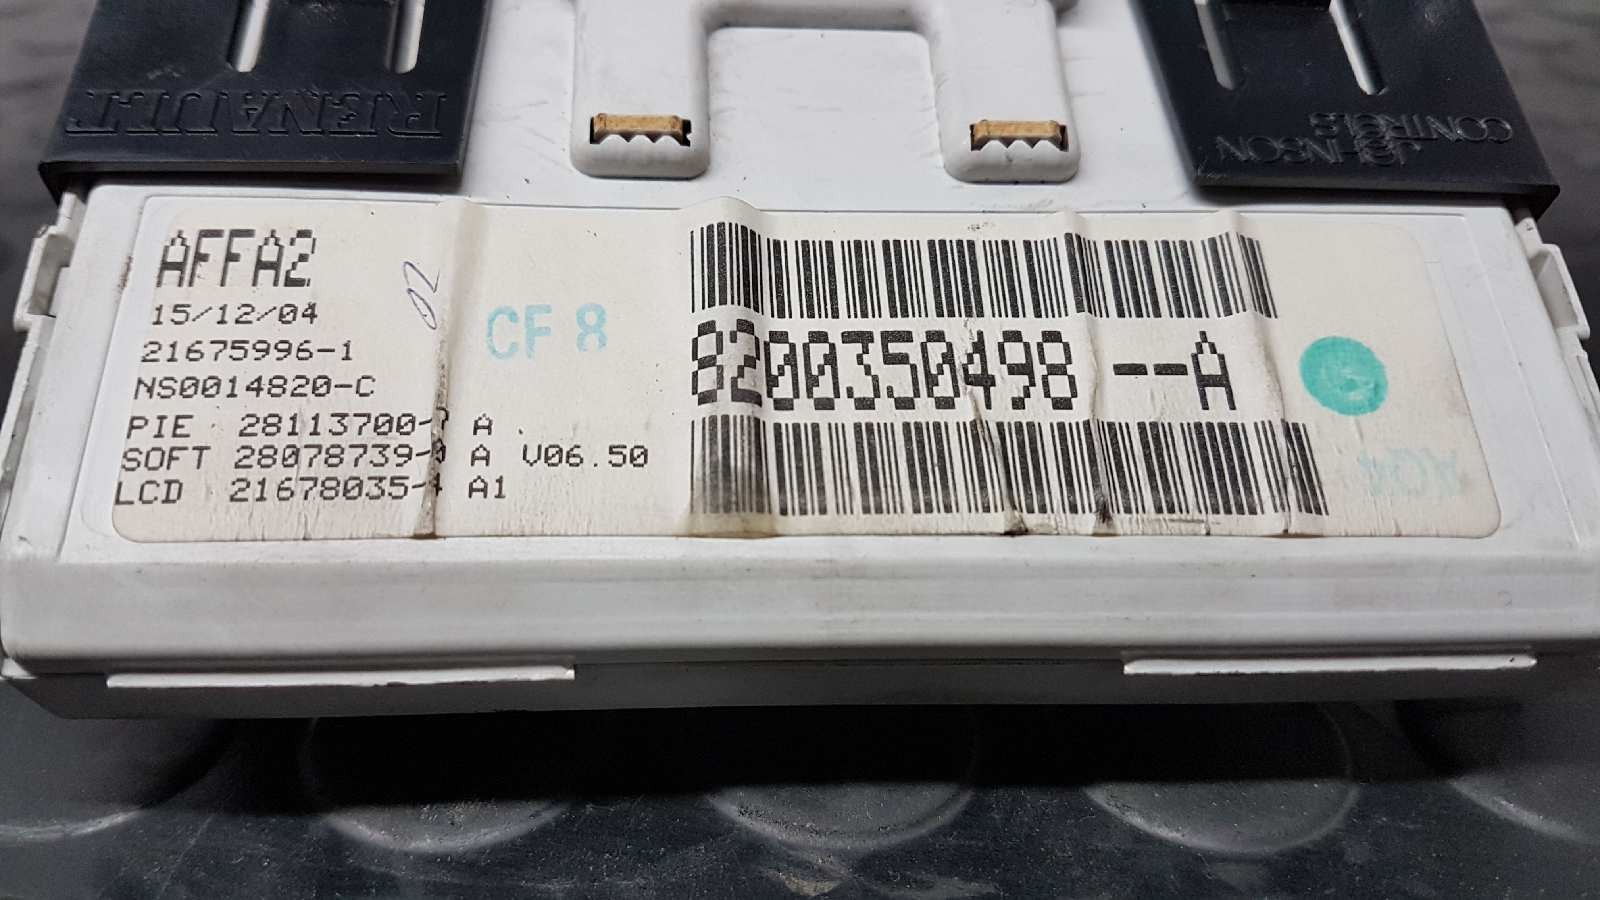 RENAULT
JOHNSON
CONTROLS
AFFA2
15/12/04
02
21675996-1
NS0014820-C
CF 8
8200350498--A
PIE 28113700- A
SOFT 28078739- A V06.50
LCD 21678035- A1